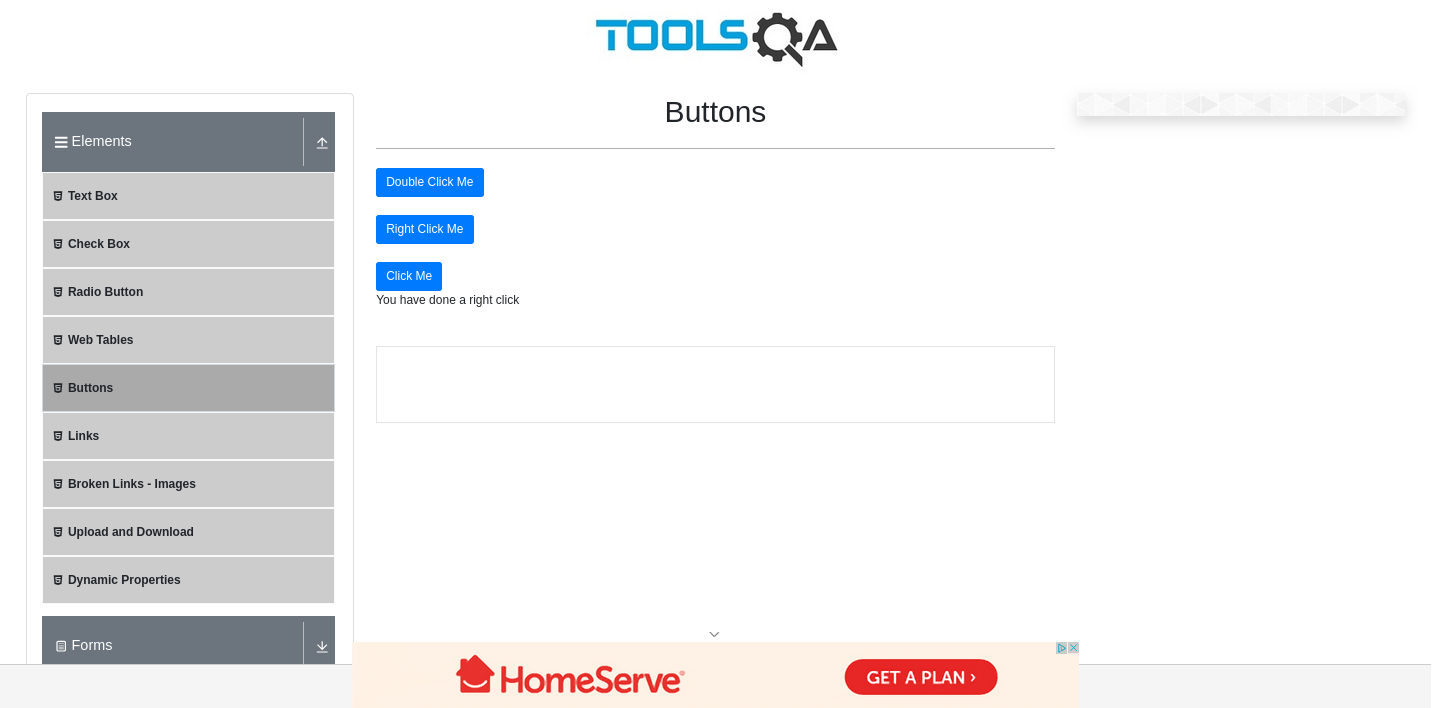 TOOLSQA
Elements
Text Box
Check Box
Radio Button
Web Tables
Buttons
Links
Broken Links - Images
Upload and Download
Dynamic Properties
Forms
Buttons
Double Click Me
Right Click Me
Click Me
You have done a right click
HomeServe®
GET A PLAN ›